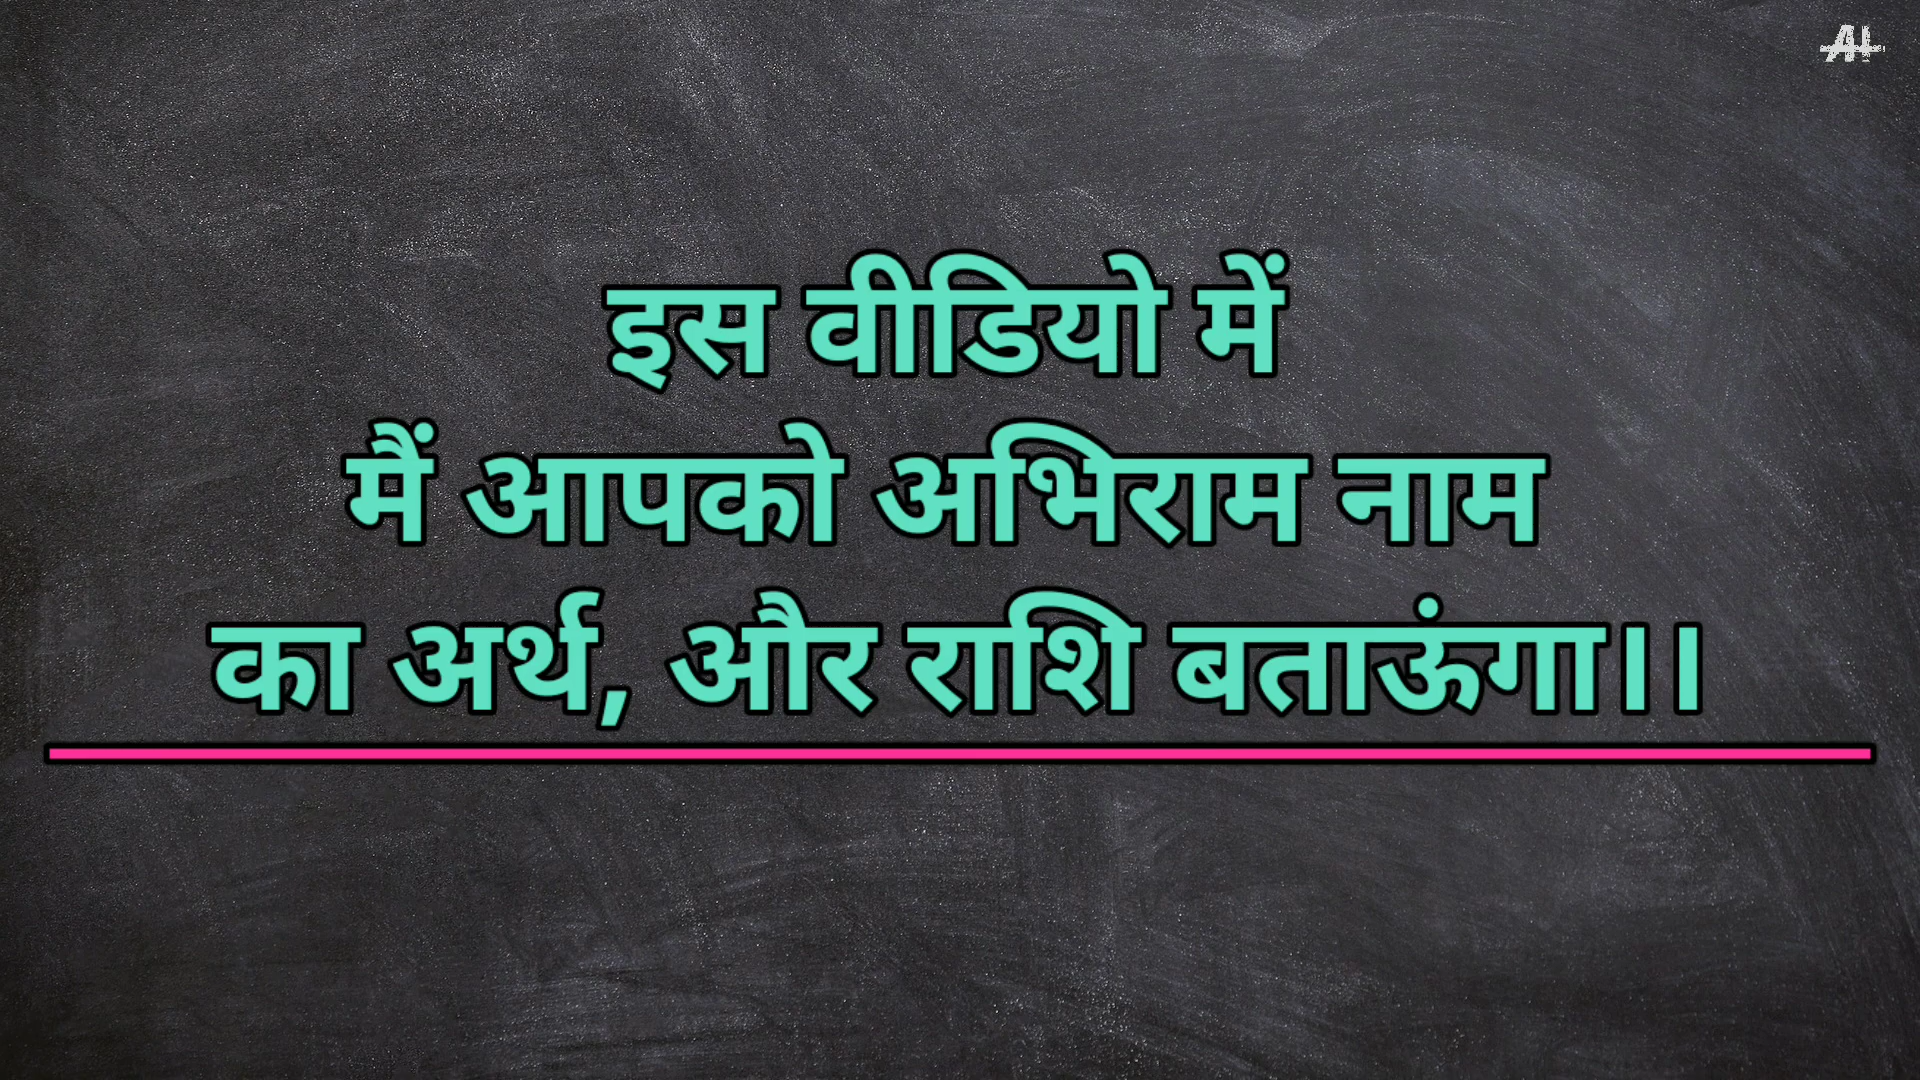 इस वीडियो में
मैं आपको अभिराम नाम
का अर्थ, और राशि बताऊंगा।।